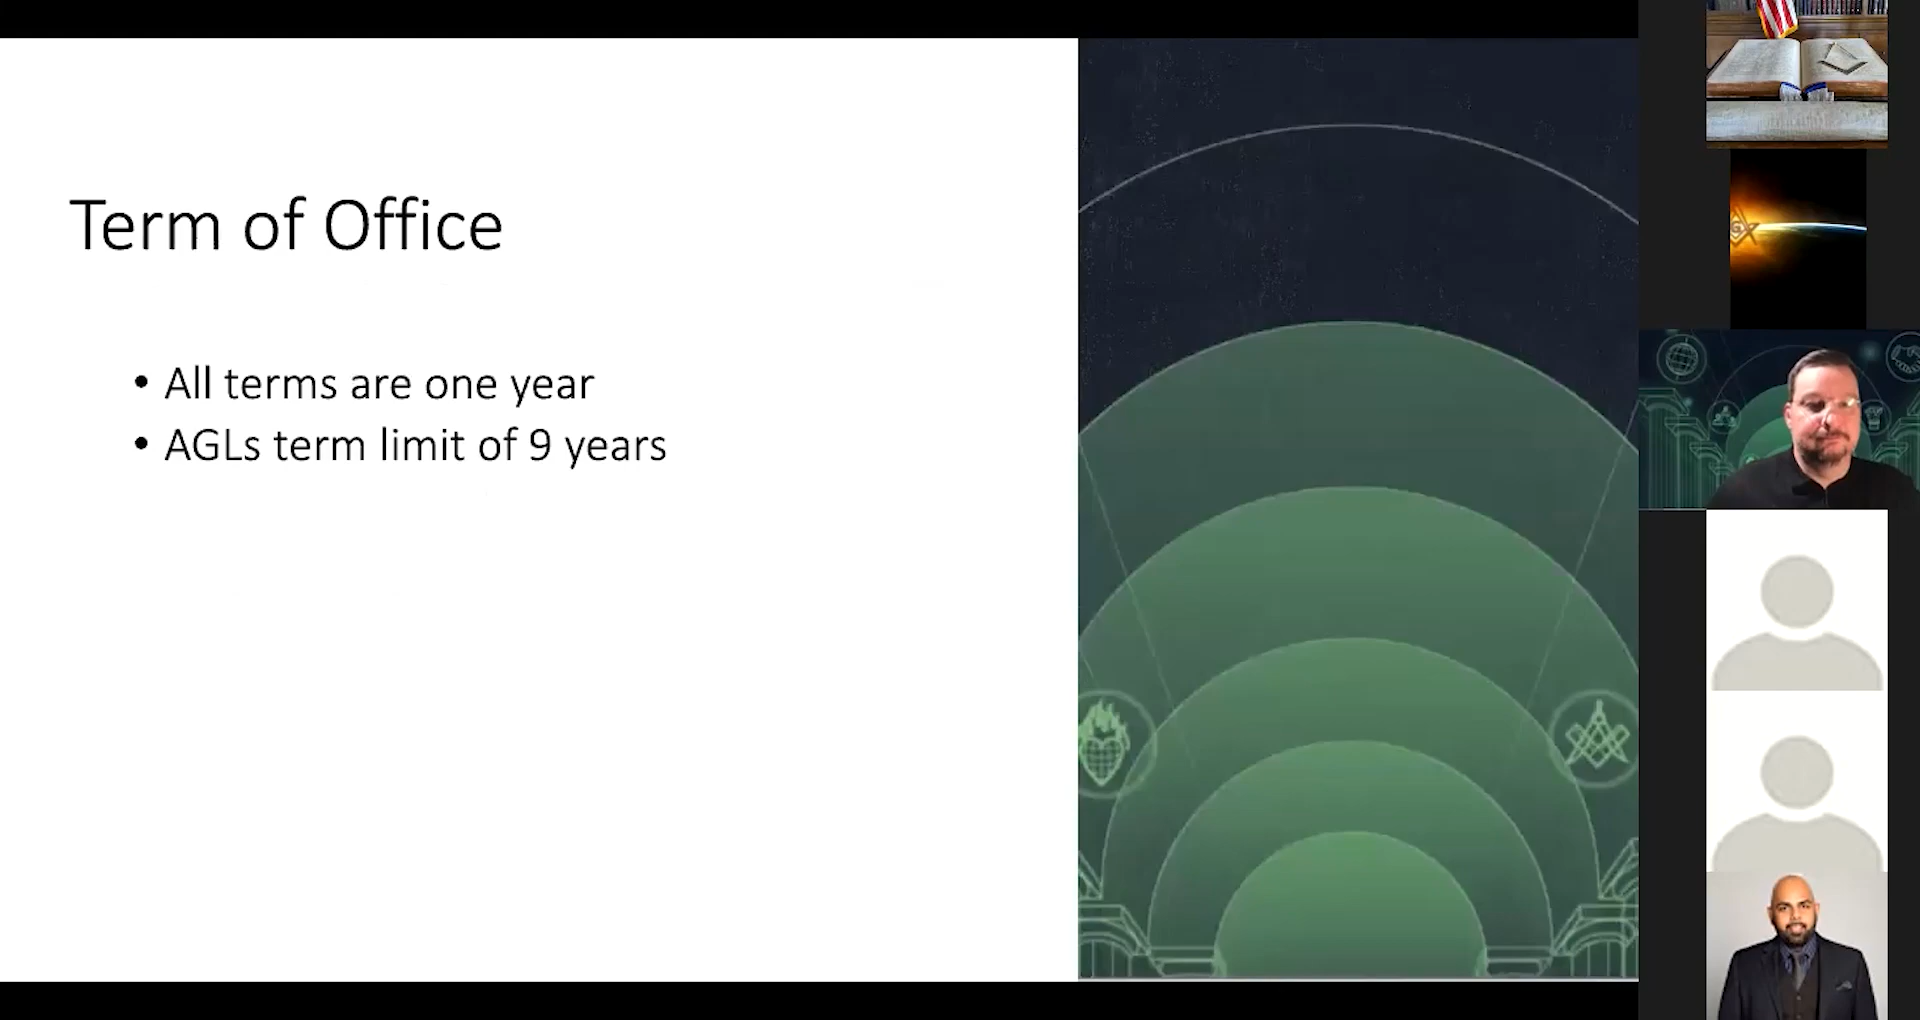 Term of Office
• All terms are one year
• AGLs term limit of 9 years